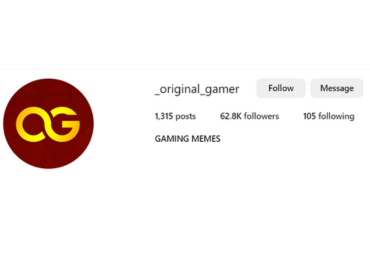 OG
_original_gamer Follow Message
1,315 posts 62.8K followers 105 following
GAMING MEMES